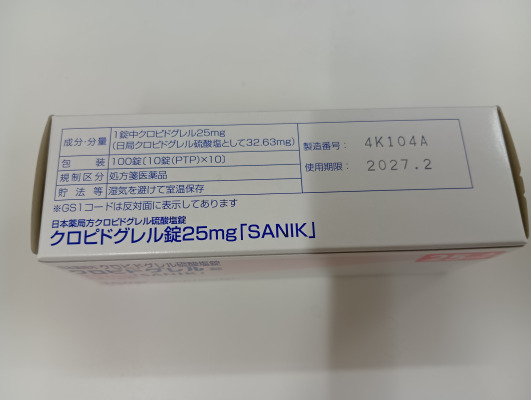 成分・分量
1錠中クロピドグレル25mg
(日局クロピドグレル硫酸塩として32.63mg)
包装 100錠〔10錠(PTP)×10〕
規制区分 処方箋医薬品
貯法等 湿気を避けて室温保存
製造番号: 4K104A
使用期限: 2027.2
※GS1コードは反対面に表示してあります
日本薬局方クロピドグレル硫酸塩錠
クロピドグレル錠25mg「SANIK」